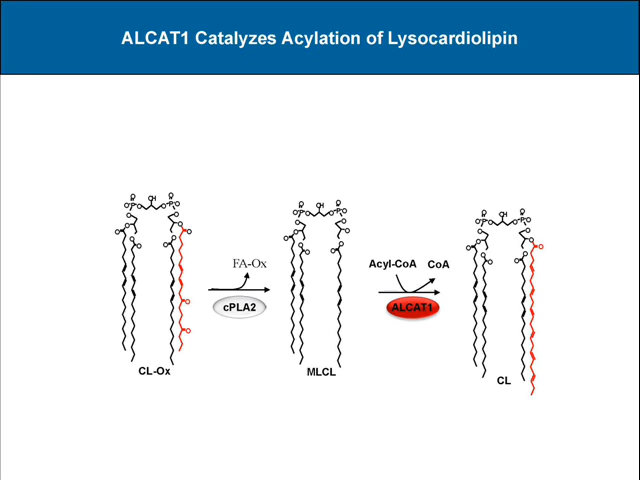 ALCAT1 Catalyzes Acylation of Lysocardiolipin
FA-Ox
cPLA2
Acyl-CoA
CoA
ALCAT1
CL-Ox
MLCL
CL